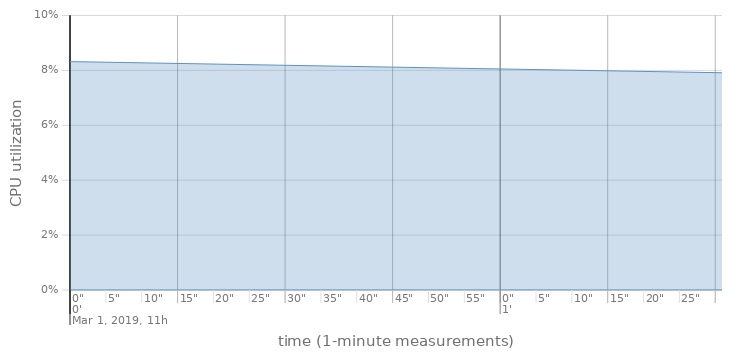 10%
8%
6%
4%
2%
0%
CPU utilization
0" 5" 10" 15" 20" 25" 30" 35" 40" 45" 50" 55" 0" 5" 10" 15" 20" 25"
0' 1'
Mar 1, 2019, 11h
time (1-minute measurements)